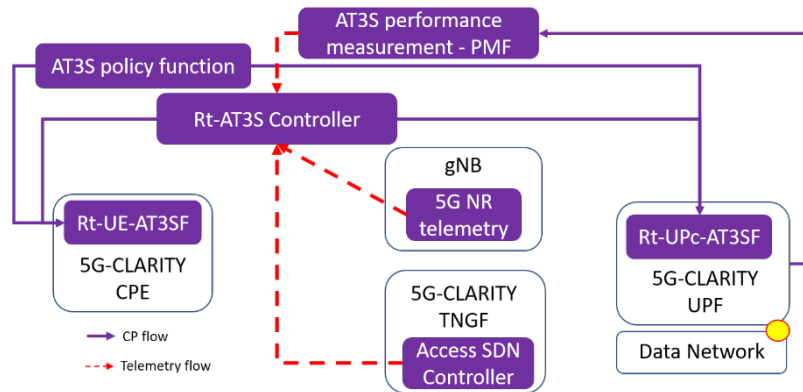 AT3S performance
measurement - PMF
AT3S policy function
Rt-AT3S Controller
gNB
5G NR
telemetry
Rt-UE-AT3SF
5G-CLARITY
CPE
Rt-UPc-AT3SF
5G-CLARITY
UPF
5G-CLARITY
TNGF
Access SDN
Controller
Data Network
CP flow
Telemetry flow